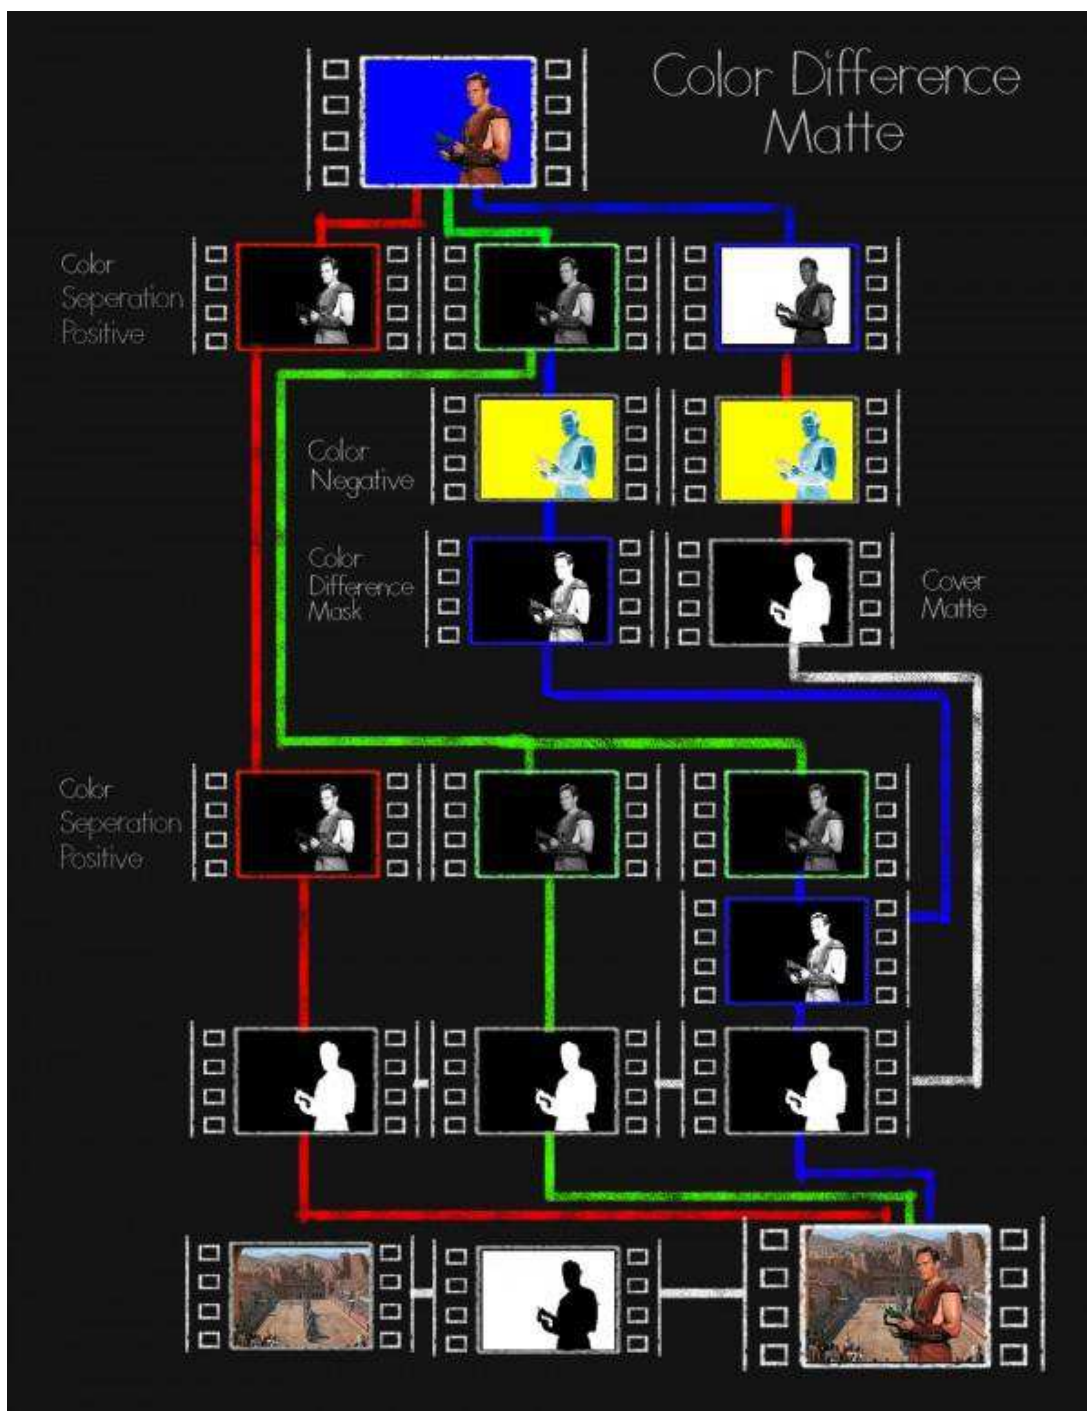 Color Difference
Matte
Color
Seperation
Positive
Color
Negative
Color
Difference
Mask
Cover
Matte
Color
Seperation
Positive